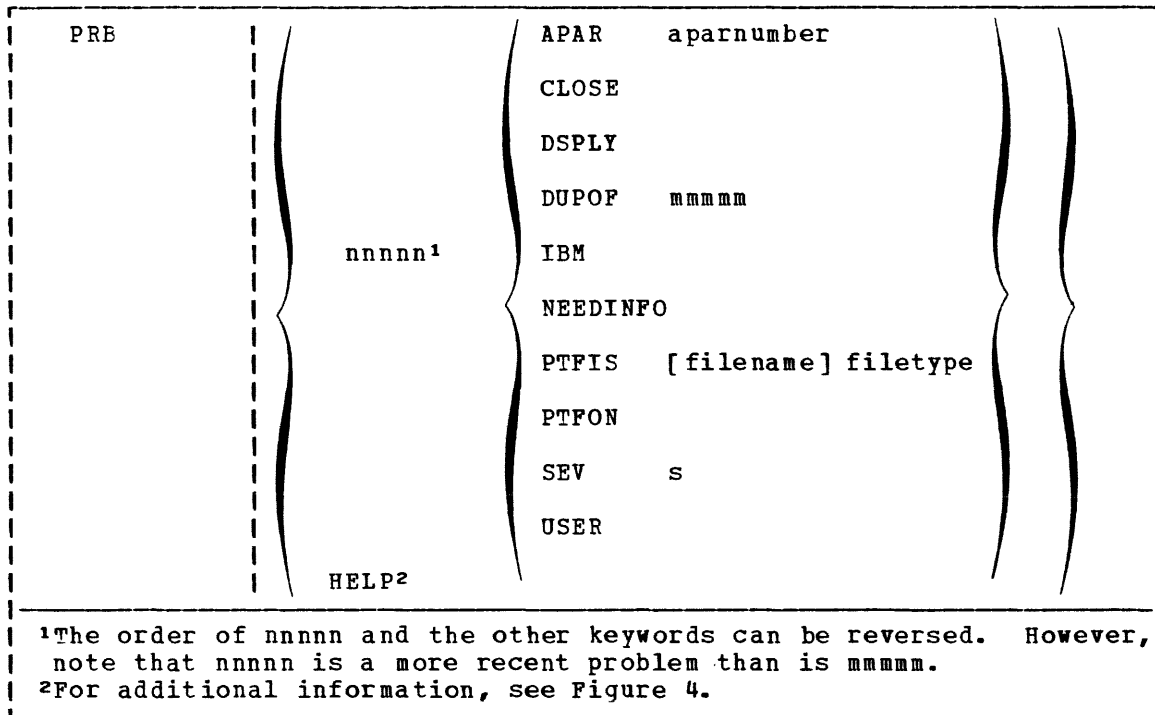 PRB APAR aparnumber
CLOSE
DSPLY
DUPOF mmmmm
nnnnn¹ IBM
NEEDINFO
PTFIS [filename] filetype
PTFON
SEV s
USER
HELP²
¹The order of nnnnn and the other keywords can be reversed. However,
note that nnnnn is a more recent problem than is mmmmm.
²For additional information, see Figure 4.